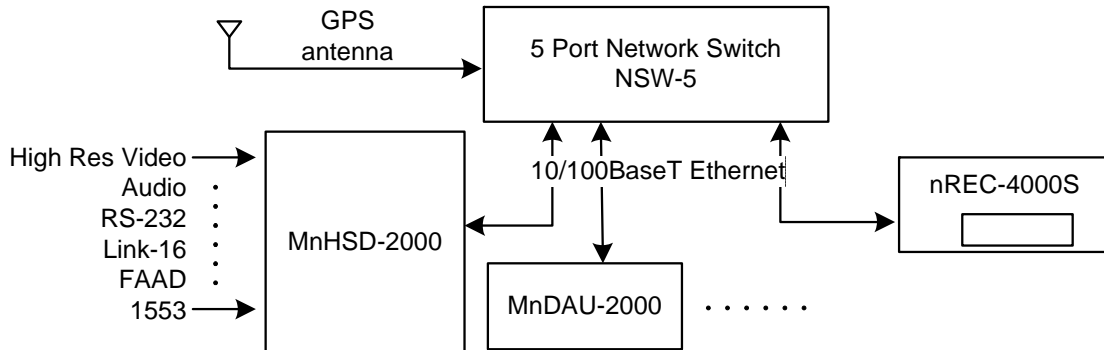 GPS
antenna
5 Port Network Switch
NSW-5
High Res Video
Audio
RS-232
Link-16
FAAD
1553
MnHSD-2000
10/100BaseT Ethernet
MnDAU-2000
nREC-4000S